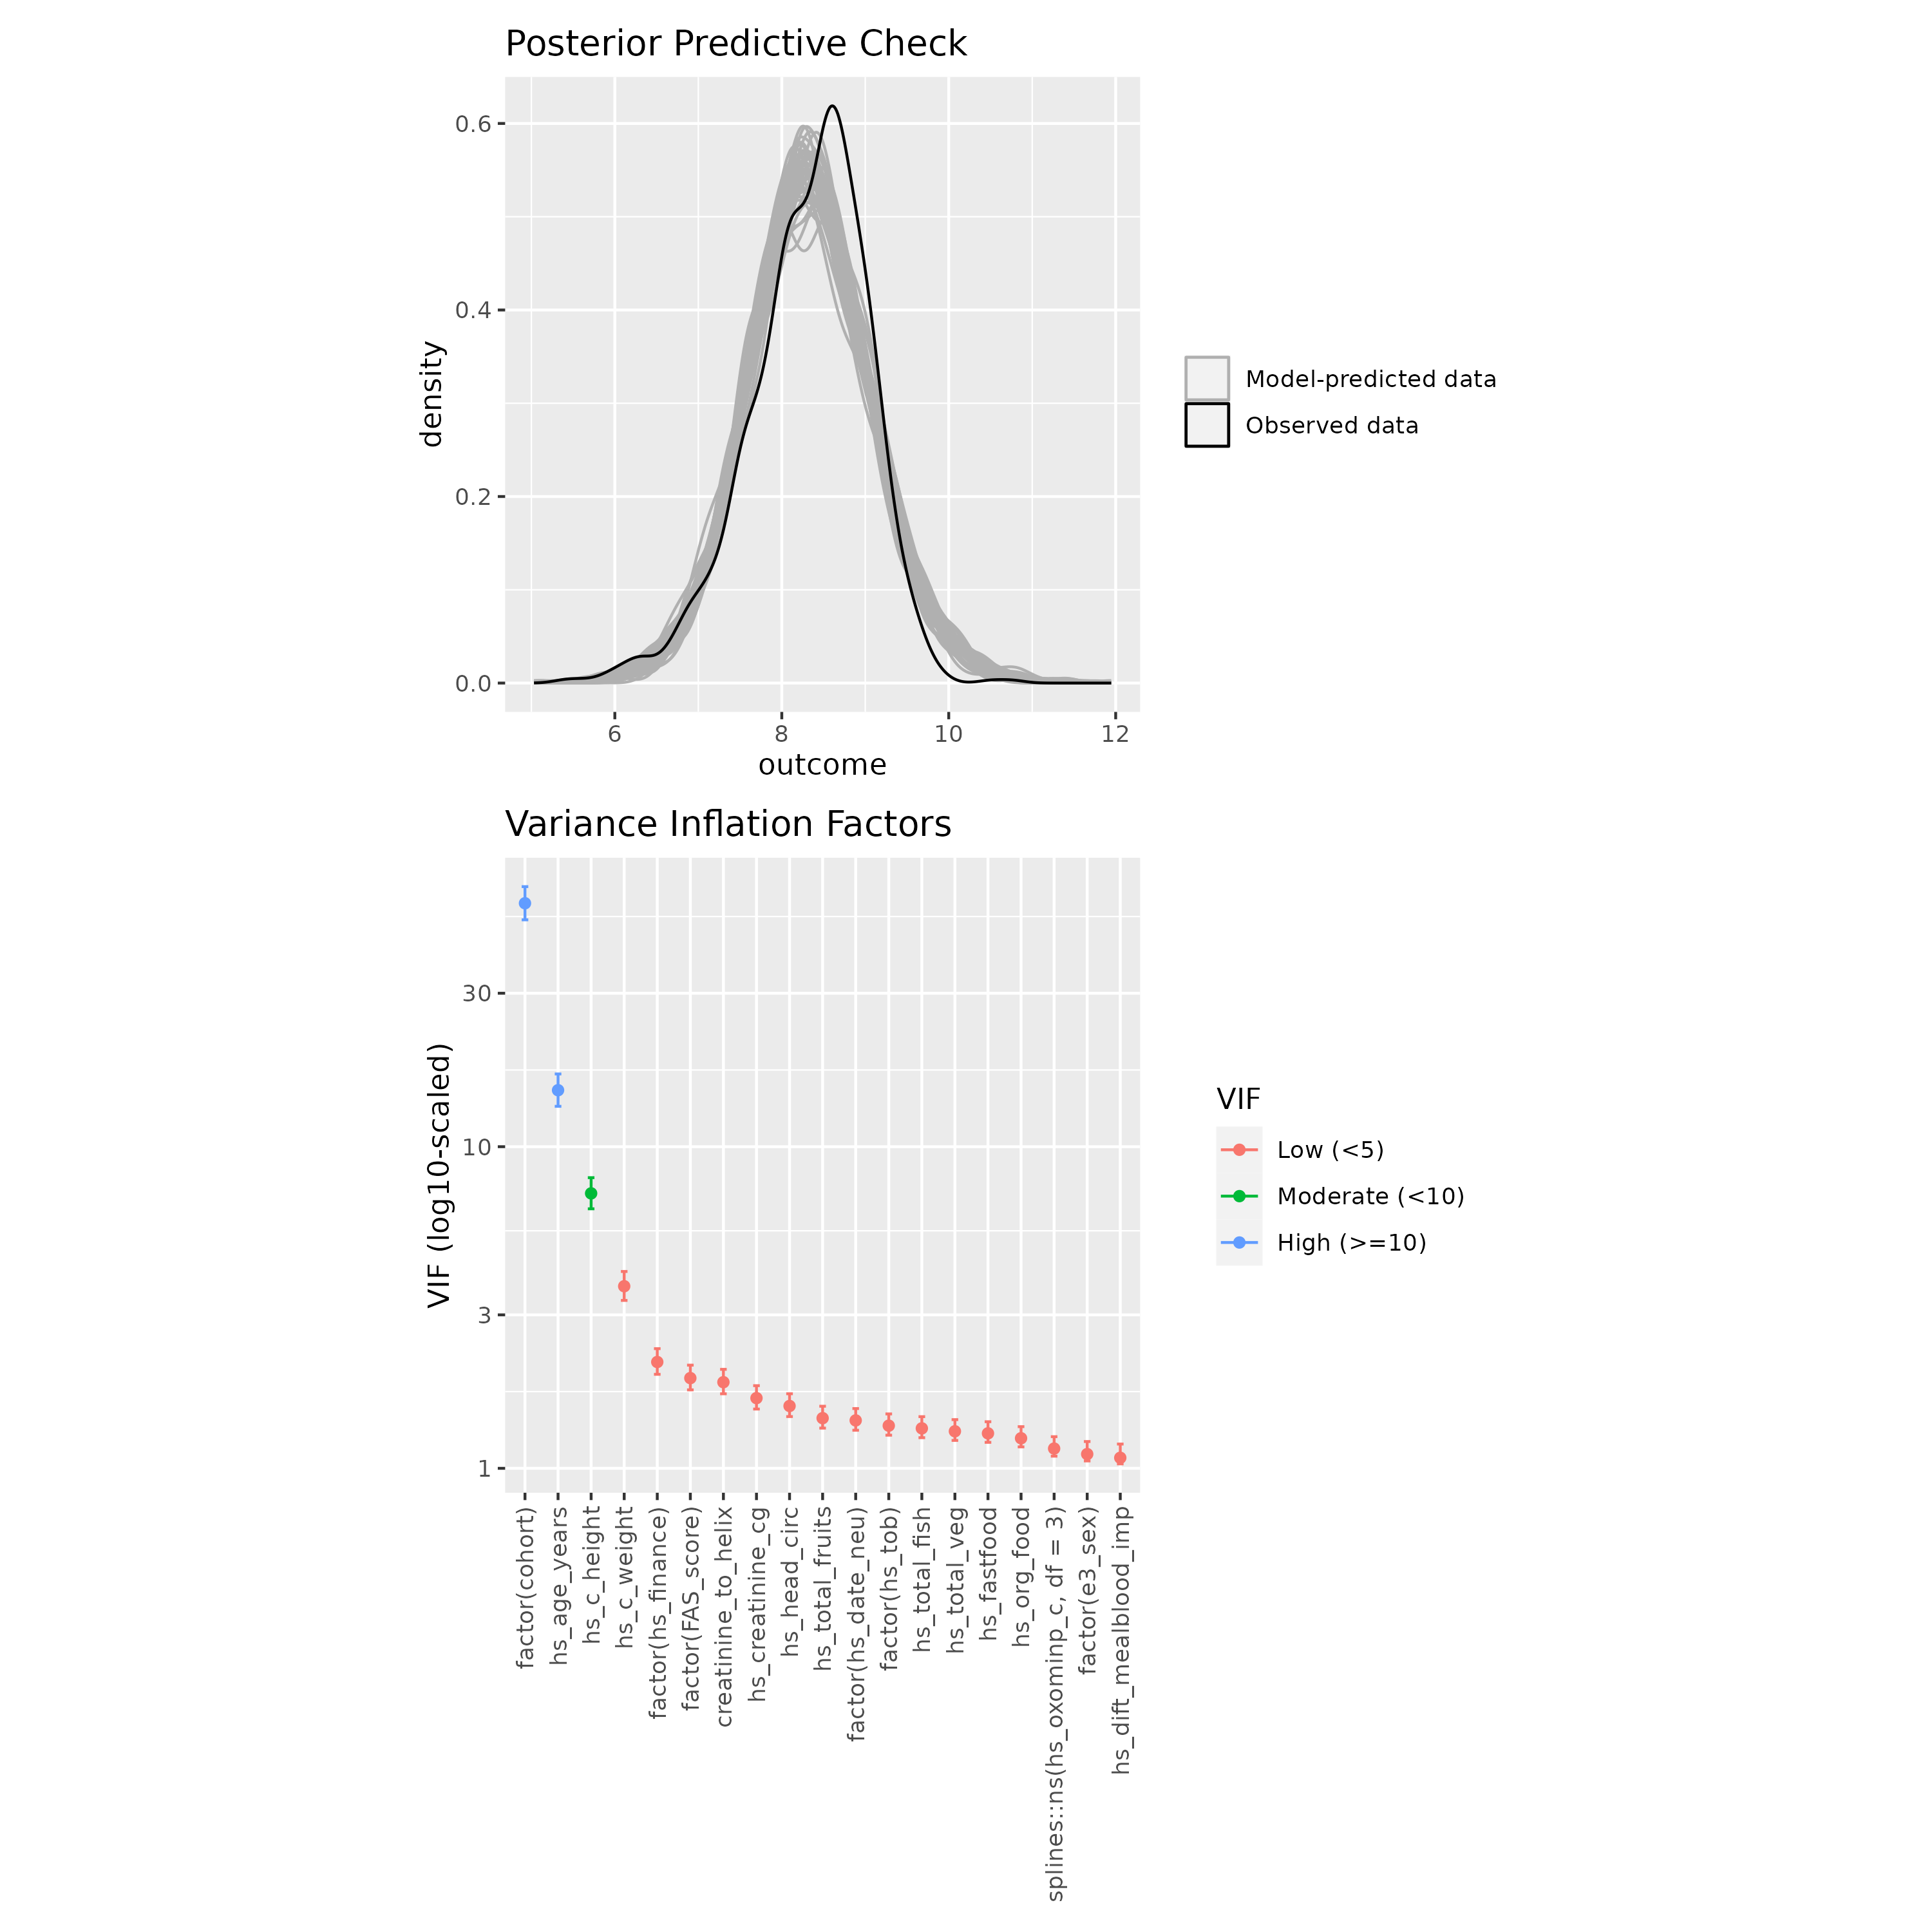 Posterior Predictive Check
0.6
0.4
0.2
0.0
density
6 8 10 12
outcome
Model-predicted data
Observed data
Variance Inflation Factors
30
10
3
1
VIF (log10-scaled)
factor(cohort)
hs_age_years
hs_c_height
hs_c_weight
factor(hs_finance)
factor(FAS_score)
creatinine_to_helix
hs_creatinine_cg
hs_head_circ
hs_total_fruits
factor(hs_date_neu)
factor(hs_tob)
hs_total_fish
hs_total_veg
hs_fastfood
hs_org_food
splines::ns(hs_oxominp_c, df = 3)
factor(e3_sex)
hs_dift_mealblood_imp
VIF
Low (<5)
Moderate (<10)
High (>=10)